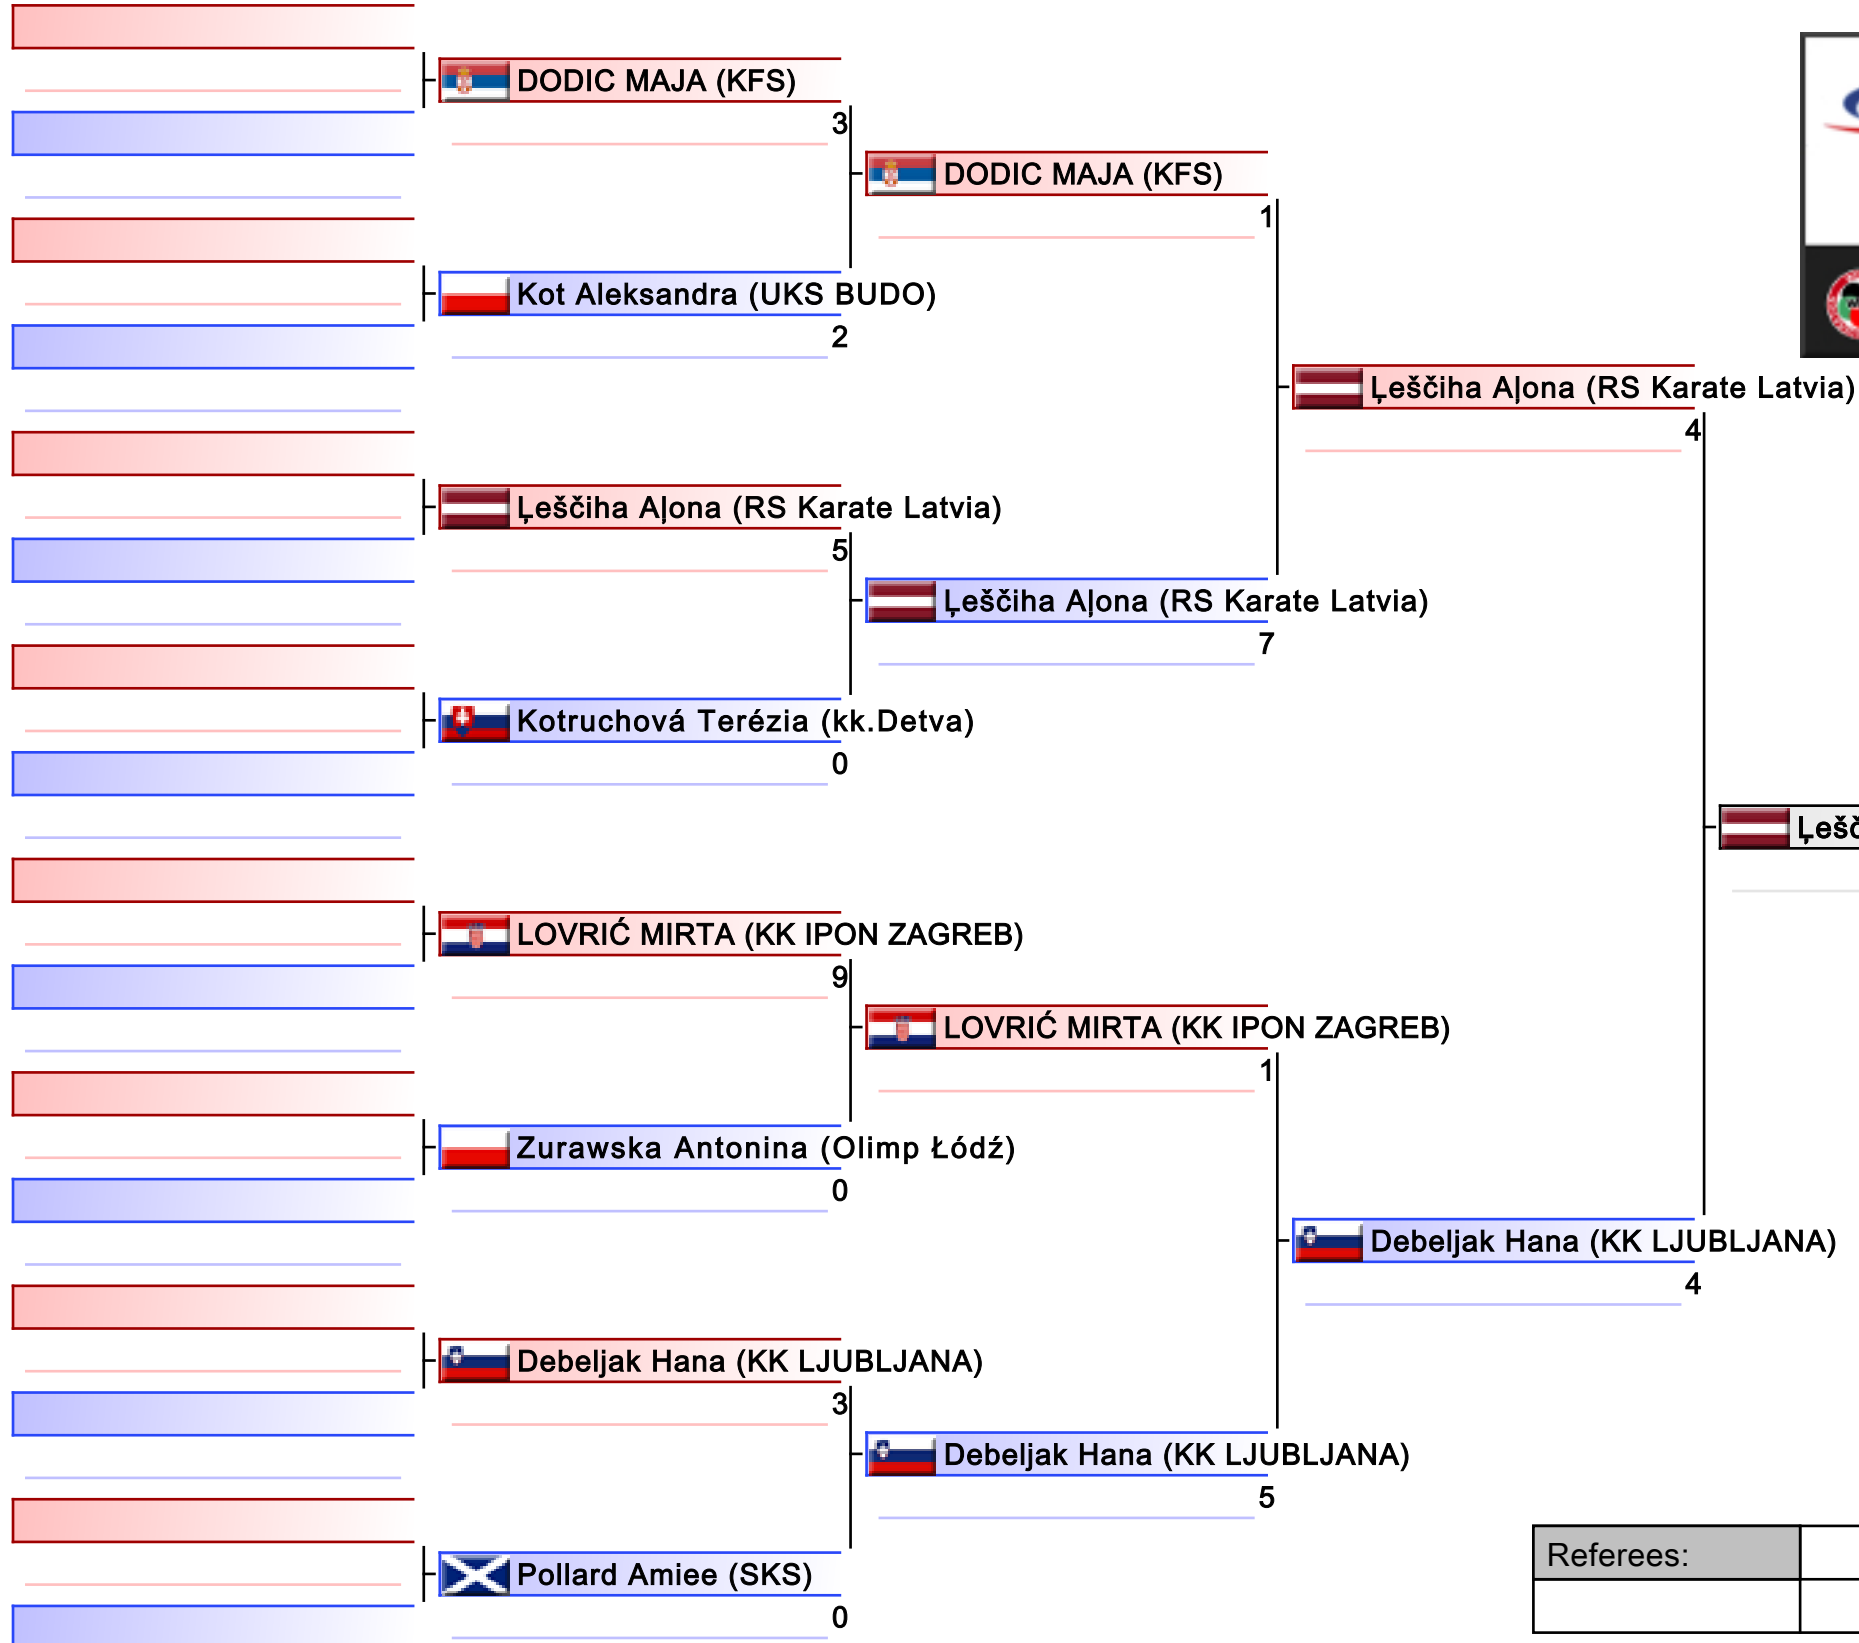 DODIC MAJA (KFS)
3
DODIC MAJA (KFS)
1
Kot Aleksandra (UKS BUDO)
2
Ļeščiha Aļona (RS Karate Latvia)
4
Ļeščiha Aļona (RS Karate Latvia)
5
Ļeščiha Aļona (RS Karate Latvia)
7
Kotruchová Terézia (kk.Detva)
0
Lešč
LOVRIĆ MIRTA (KK IPON ZAGREB)
9
LOVRIĆ MIRTA (KK IPON ZAGREB)
1
Zurawska Antonina (Olimp Łódź)
0
Debeljak Hana (KK LJUBLJANA)
4
Debeljak Hana (KK LJUBLJANA)
3
Debeljak Hana (KK LJUBLJANA)
5
Pollard Amiee (SKS)
0
Referees: